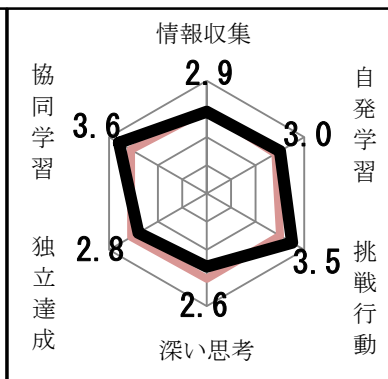 情報収集
2.9
自発学習
3.0
挑戦行動
3.5
深い思考
2.6
独立達成
2.8
協同学習
3.6